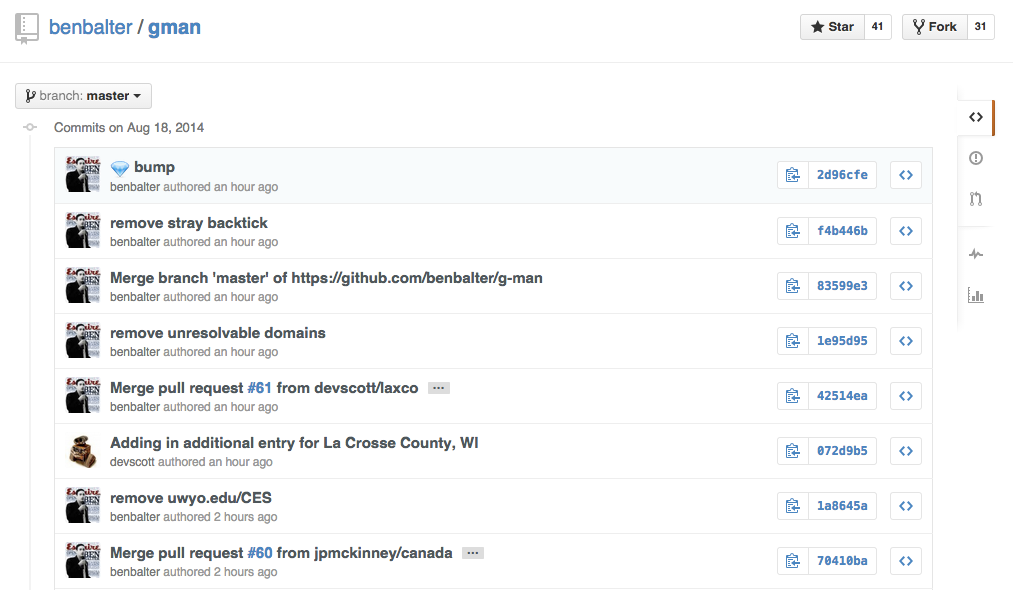 benbalter / gman
Star 41 Fork 31
branch: master
Commits on Aug 18, 2014
bump
benbalter authored an hour ago
2d96cfe
remove stray backtick
benbalter authored an hour ago
f4b446b
Merge branch 'master' of https://github.com/benbalter/g-man
benbalter authored an hour ago
83599e3
remove unresolvable domains
benbalter authored an hour ago
1e95d95
Merge pull request #61 from devscott/laxco ...
benbalter authored an hour ago
42514ea
Adding in additional entry for La Crosse County, WI
devscott authored an hour ago
072d9b5
remove uwyo.edu/CES
benbalter authored 2 hours ago
1a8645a
Merge pull request #60 from jpmckinney/canada ...
benbalter authored 2 hours ago
70410ba